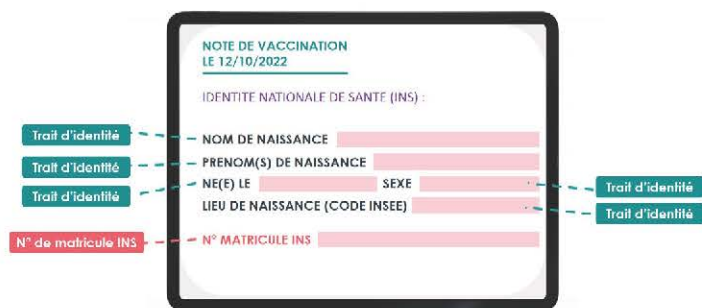 NOTE DE VACCINATION
LE 12/10/2022
IDENTITE NATIONALE DE SANTE (INS) :
Trait d'identité
NOM DE NAISSANCE
Trait d'identité
PRENOM(S) DE NAISSANCE
Trait d'identité
NE(E) LE SEXE
Trait d'identité
LIEU DE NAISSANCE (CODE INSEE)
Trait d'identité
N° de matricule INS
N° MATRICULE INS